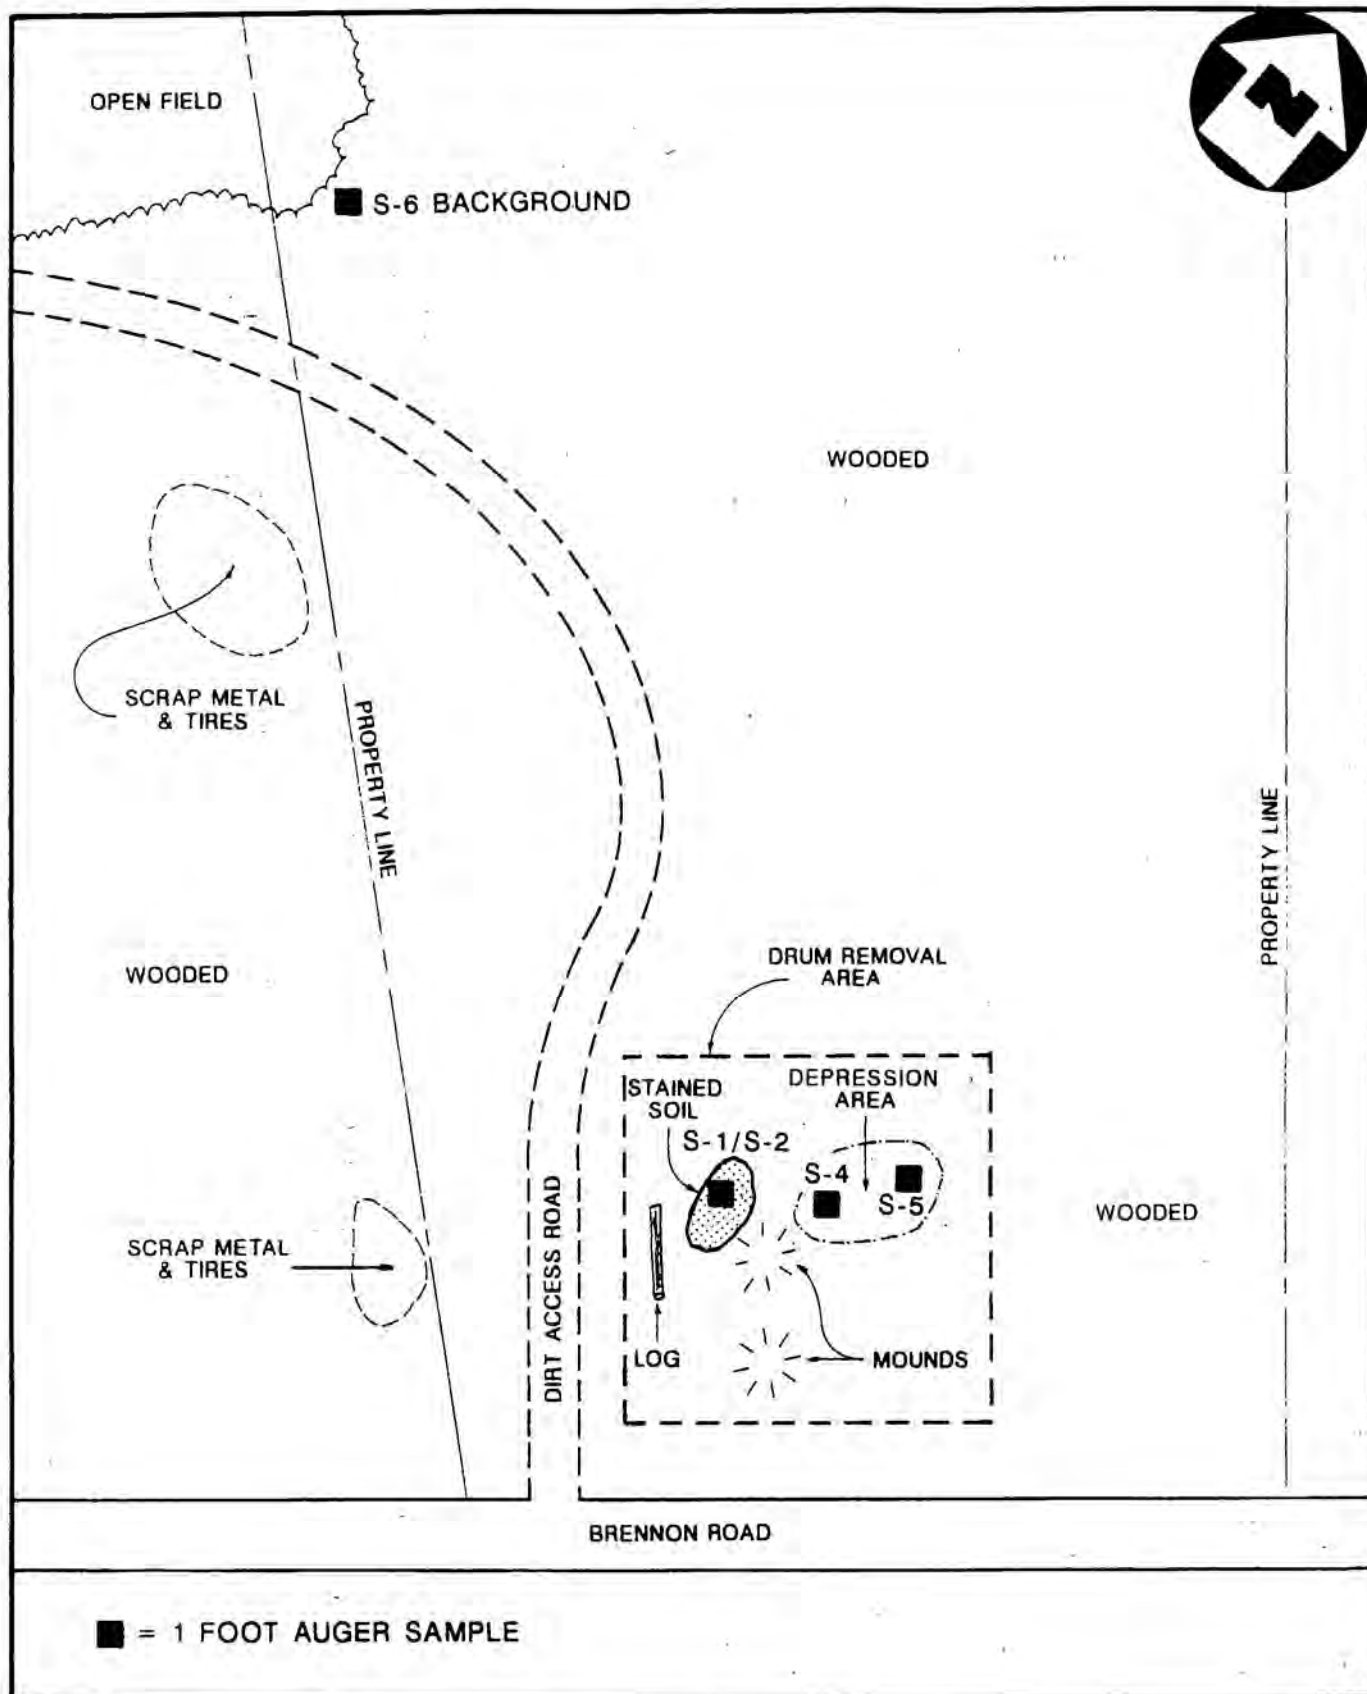 OPEN FIELD
N
S-6 BACKGROUND
WOODED
SCRAP METAL
& TIRES
PROPERTY LINE
PROPERTY LINE
WOODED
DRUM REMOVAL
AREA
STAINED
SOIL
DEPRESSION
AREA
S-1/S-2
S-4
S-5
WOODED
SCRAP METAL
& TIRES
DIRT ACCESS ROAD
LOG
MOUNDS
BRENNON ROAD
= 1 FOOT AUGER SAMPLE